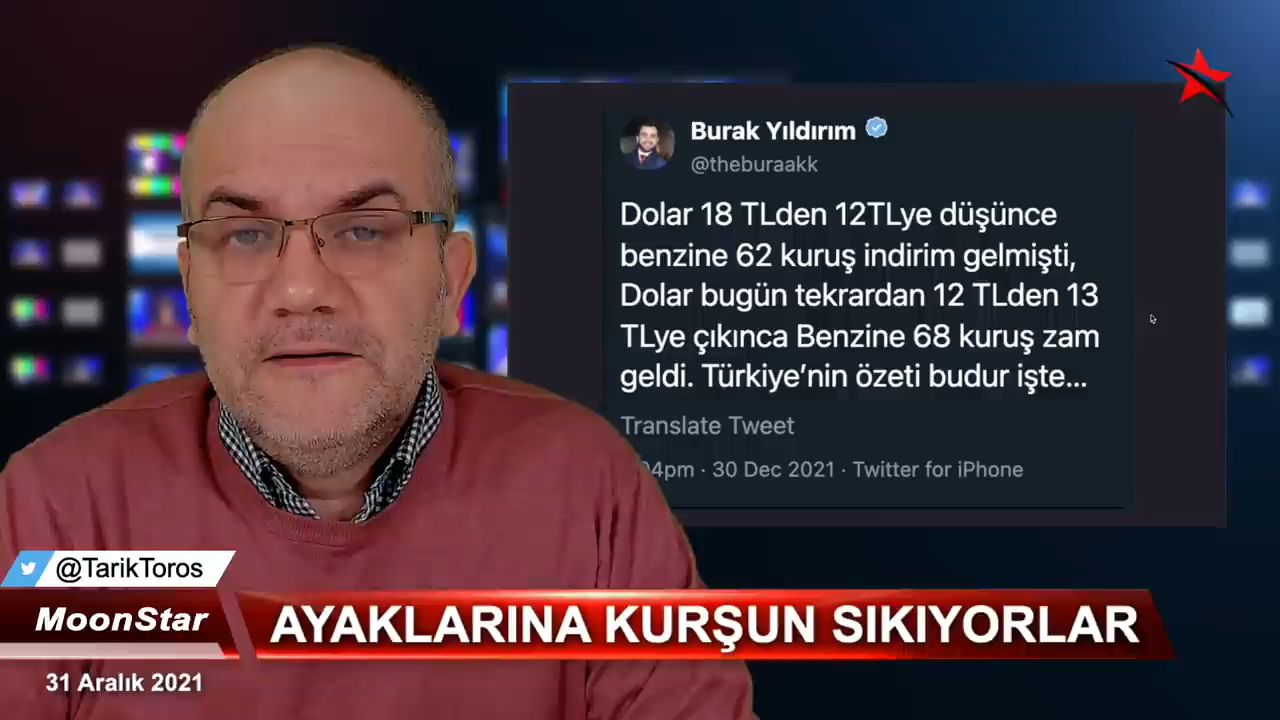 Burak Yıldırım
@theburaakk
Dolar 18 TLden 12TLye düşünce
benzine 62 kuruş indirim gelmişti,
Dolar bugün tekrardan 12 TLden 13
TLye çıkınca Benzine 68 kuruş zam
geldi. Türkiye’nin özeti budur işte...
Translate Tweet
4pm · 30 Dec 2021 · Twitter for iPhone
@TarikToros
MoonStar
AYAKLARINA KURŞUN SIKIYORLAR
31 Aralık 2021